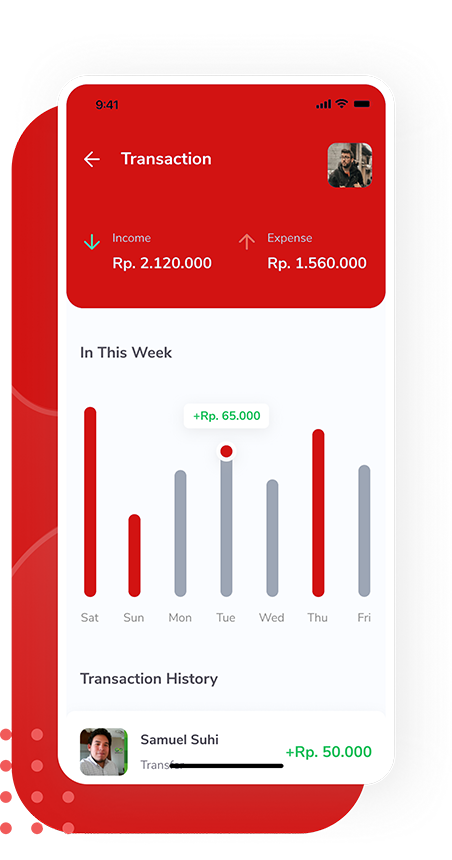 9:41
Transaction
Income
Rp. 2.120.000
Expense
Rp. 1.560.000
In This Week
+Rp. 65.000
Sat Sun Mon Tue Wed Thu Fri
Transaction History
Samuel Suhi
+Rp. 50.000
Transfer